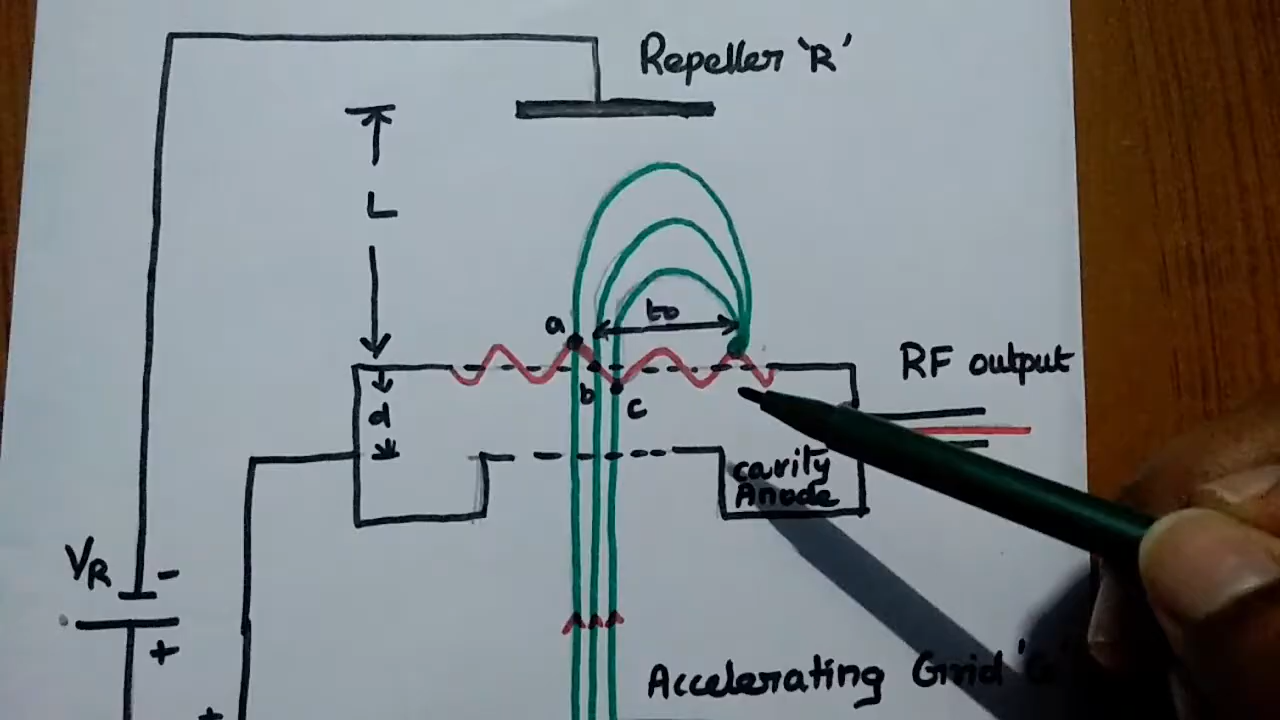 Repeller 'R'
L
a
to
b
c
d
RF output
cavity
Anode
VR
-
+
+
Accelerating Grid 'G'